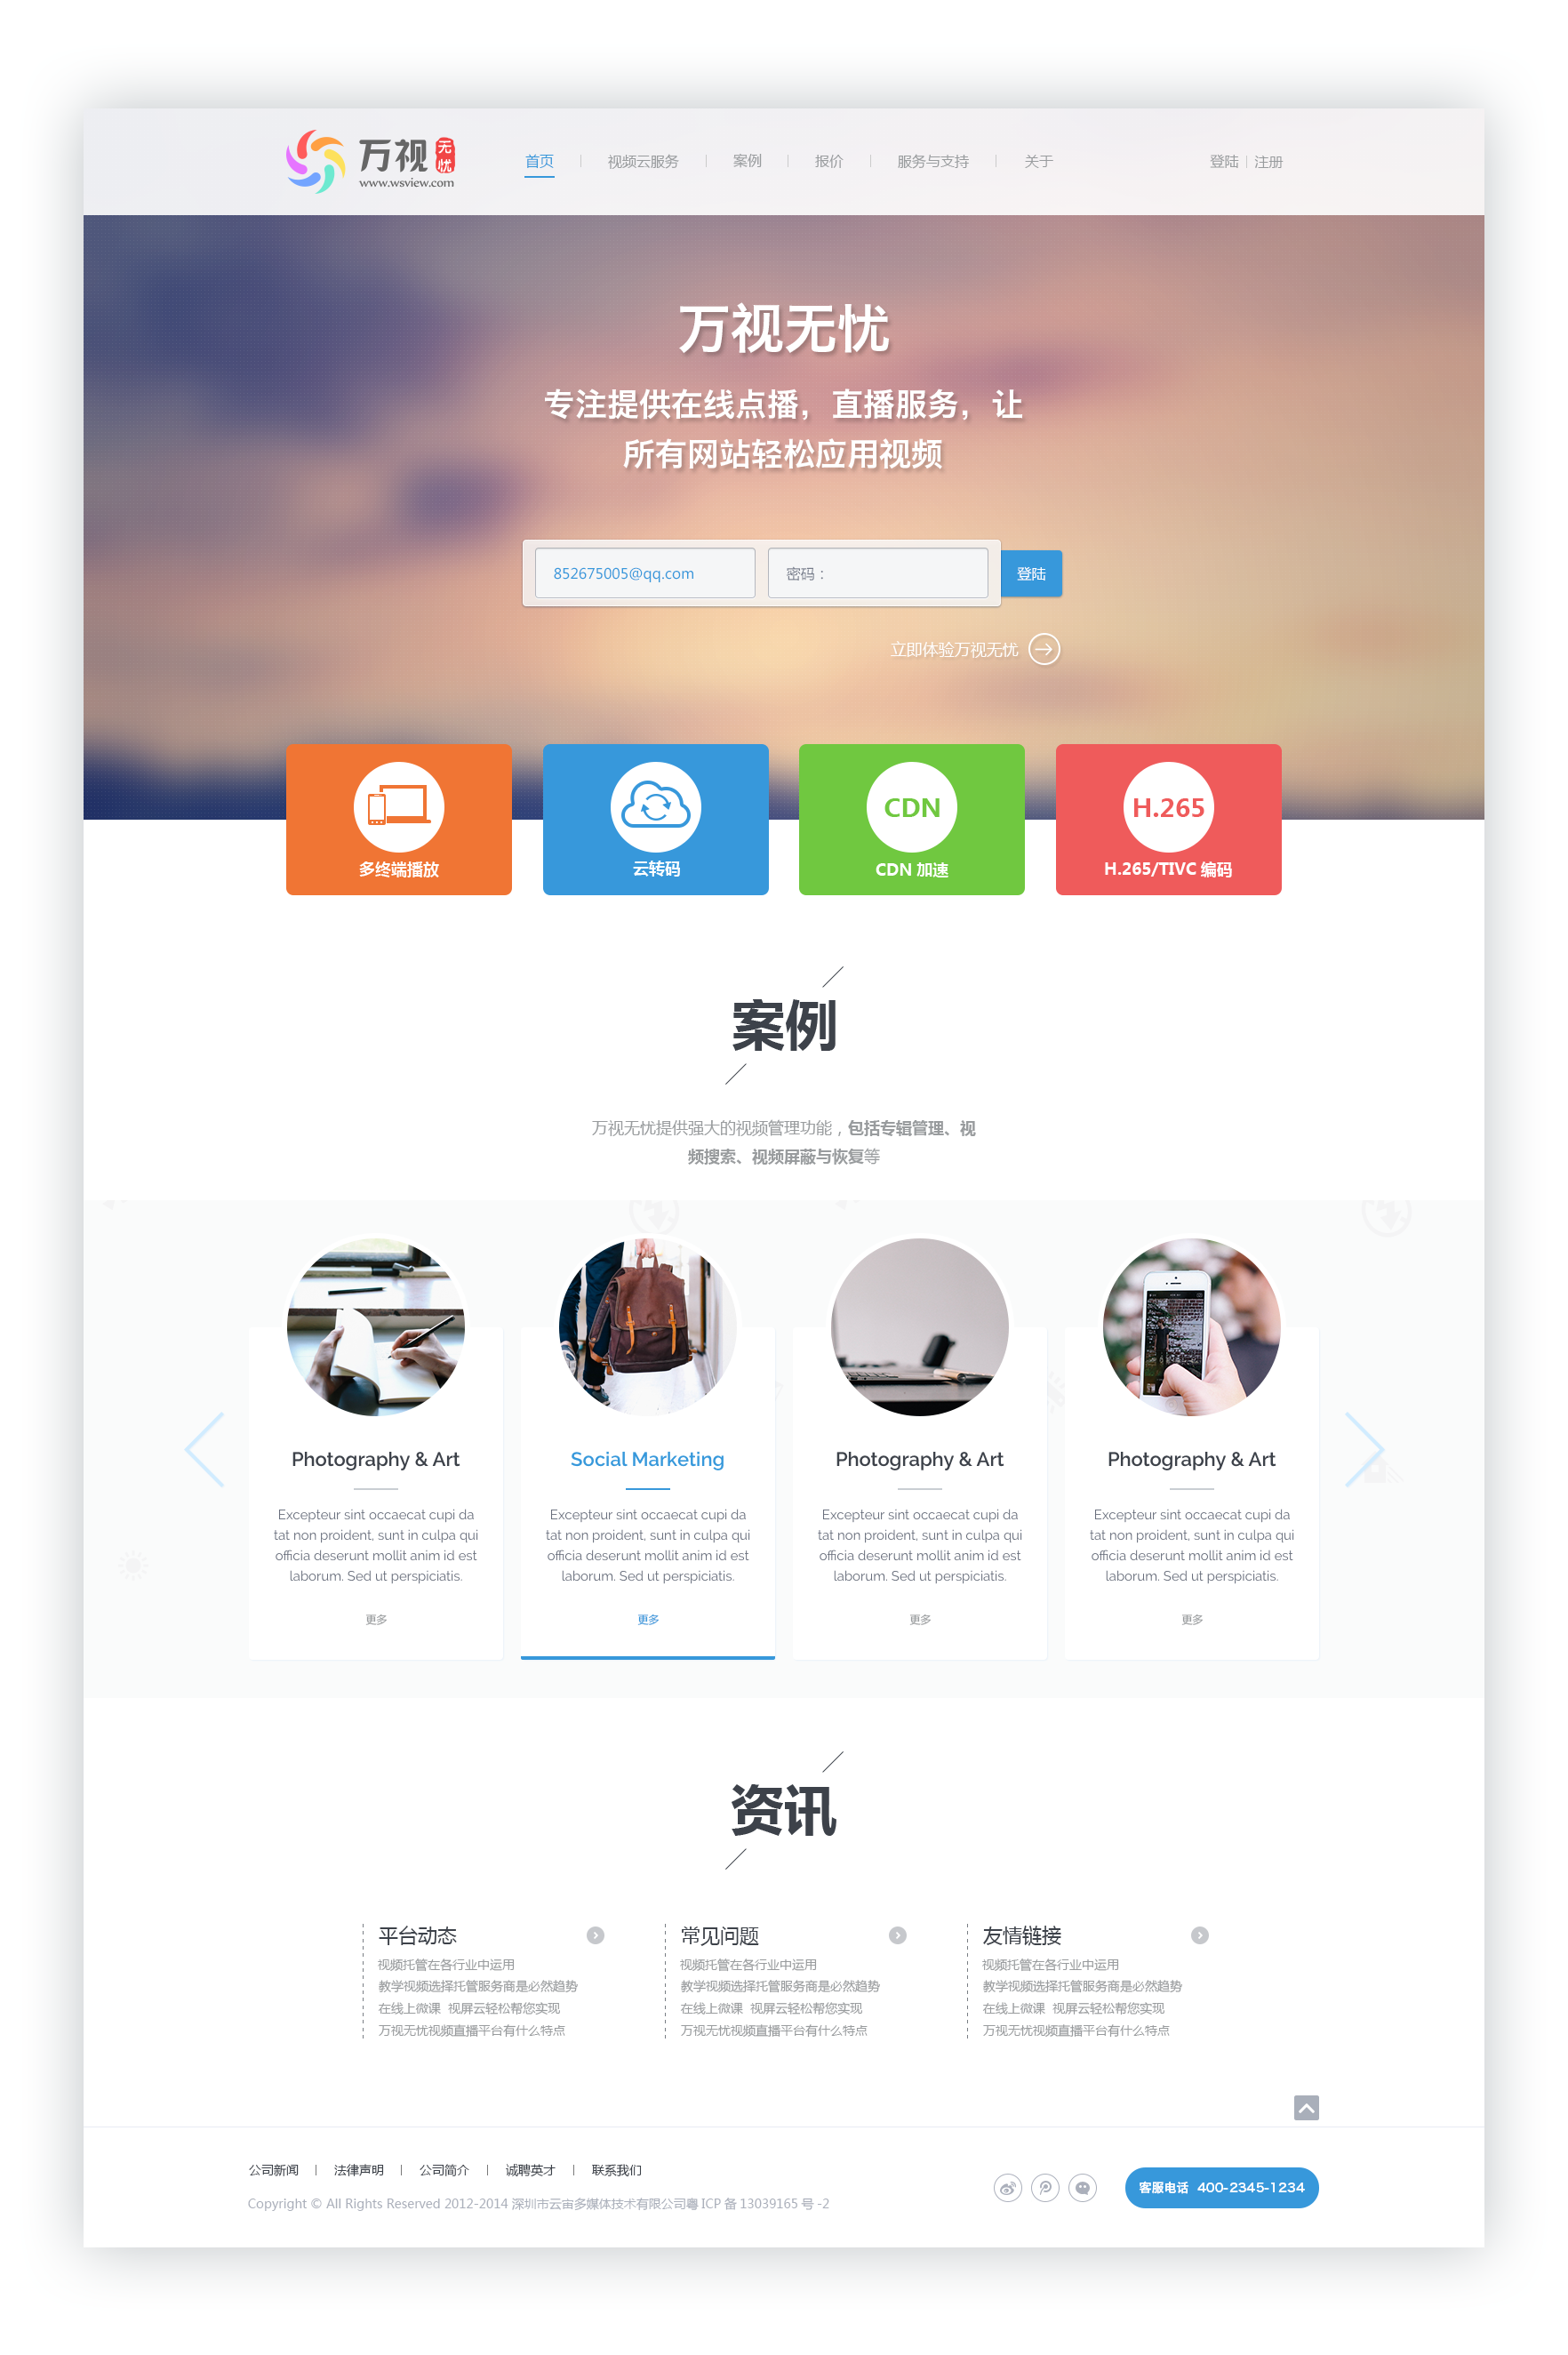 万视 无忧
www.wsview.com
首页 视频云服务 案例 报价 服务与支持 关于 登陆 注册
万视无忧
专注提供在线点播，直播服务，让
所有网站轻松应用视频
852675005@qq.com 密码： 登陆
立即体验万视无忧
CDN H.265
多终端播放 云转码 CDN 加速 H.265/TIVC 编码
案例
万视无忧提供强大的视频管理功能，包括专辑管理、视
频搜索、视频屏蔽与恢复等
Photography & Art
Excepteur sint occaecat cupi da
tat non proident, sunt in culpa qui
officia deserunt mollit anim id est
laborum. Sed ut perspiciatis.
更多
Social Marketing
Excepteur sint occaecat cupi da
tat non proident, sunt in culpa qui
officia deserunt mollit anim id est
laborum. Sed ut perspiciatis.
更多
Photography & Art
Excepteur sint occaecat cupi da
tat non proident, sunt in culpa qui
officia deserunt mollit anim id est
laborum. Sed ut perspiciatis.
更多
Photography & Art
Excepteur sint occaecat cupi da
tat non proident, sunt in culpa qui
officia deserunt mollit anim id est
laborum. Sed ut perspiciatis.
更多
资讯
平台动态
视频托管在各行业中运用
教学视频选择托管服务商是必然趋势
在线上微课 视屏云轻松帮您实现
万视无忧视频直播平台有什么特点
常见问题
视频托管在各行业中运用
教学视频选择托管服务商是必然趋势
在线上微课 视屏云轻松帮您实现
万视无忧视频直播平台有什么特点
友情链接
视频托管在各行业中运用
教学视频选择托管服务商是必然趋势
在线上微课 视屏云轻松帮您实现
万视无忧视频直播平台有什么特点
公司新闻 | 法律声明 | 公司简介 | 诚聘英才 | 联系我们
Copyright © All Rights Reserved 2012-2014 深圳市云宙多媒体技术有限公司粤 ICP 备 13039165 号 -2
客服电话 400-2345-1234